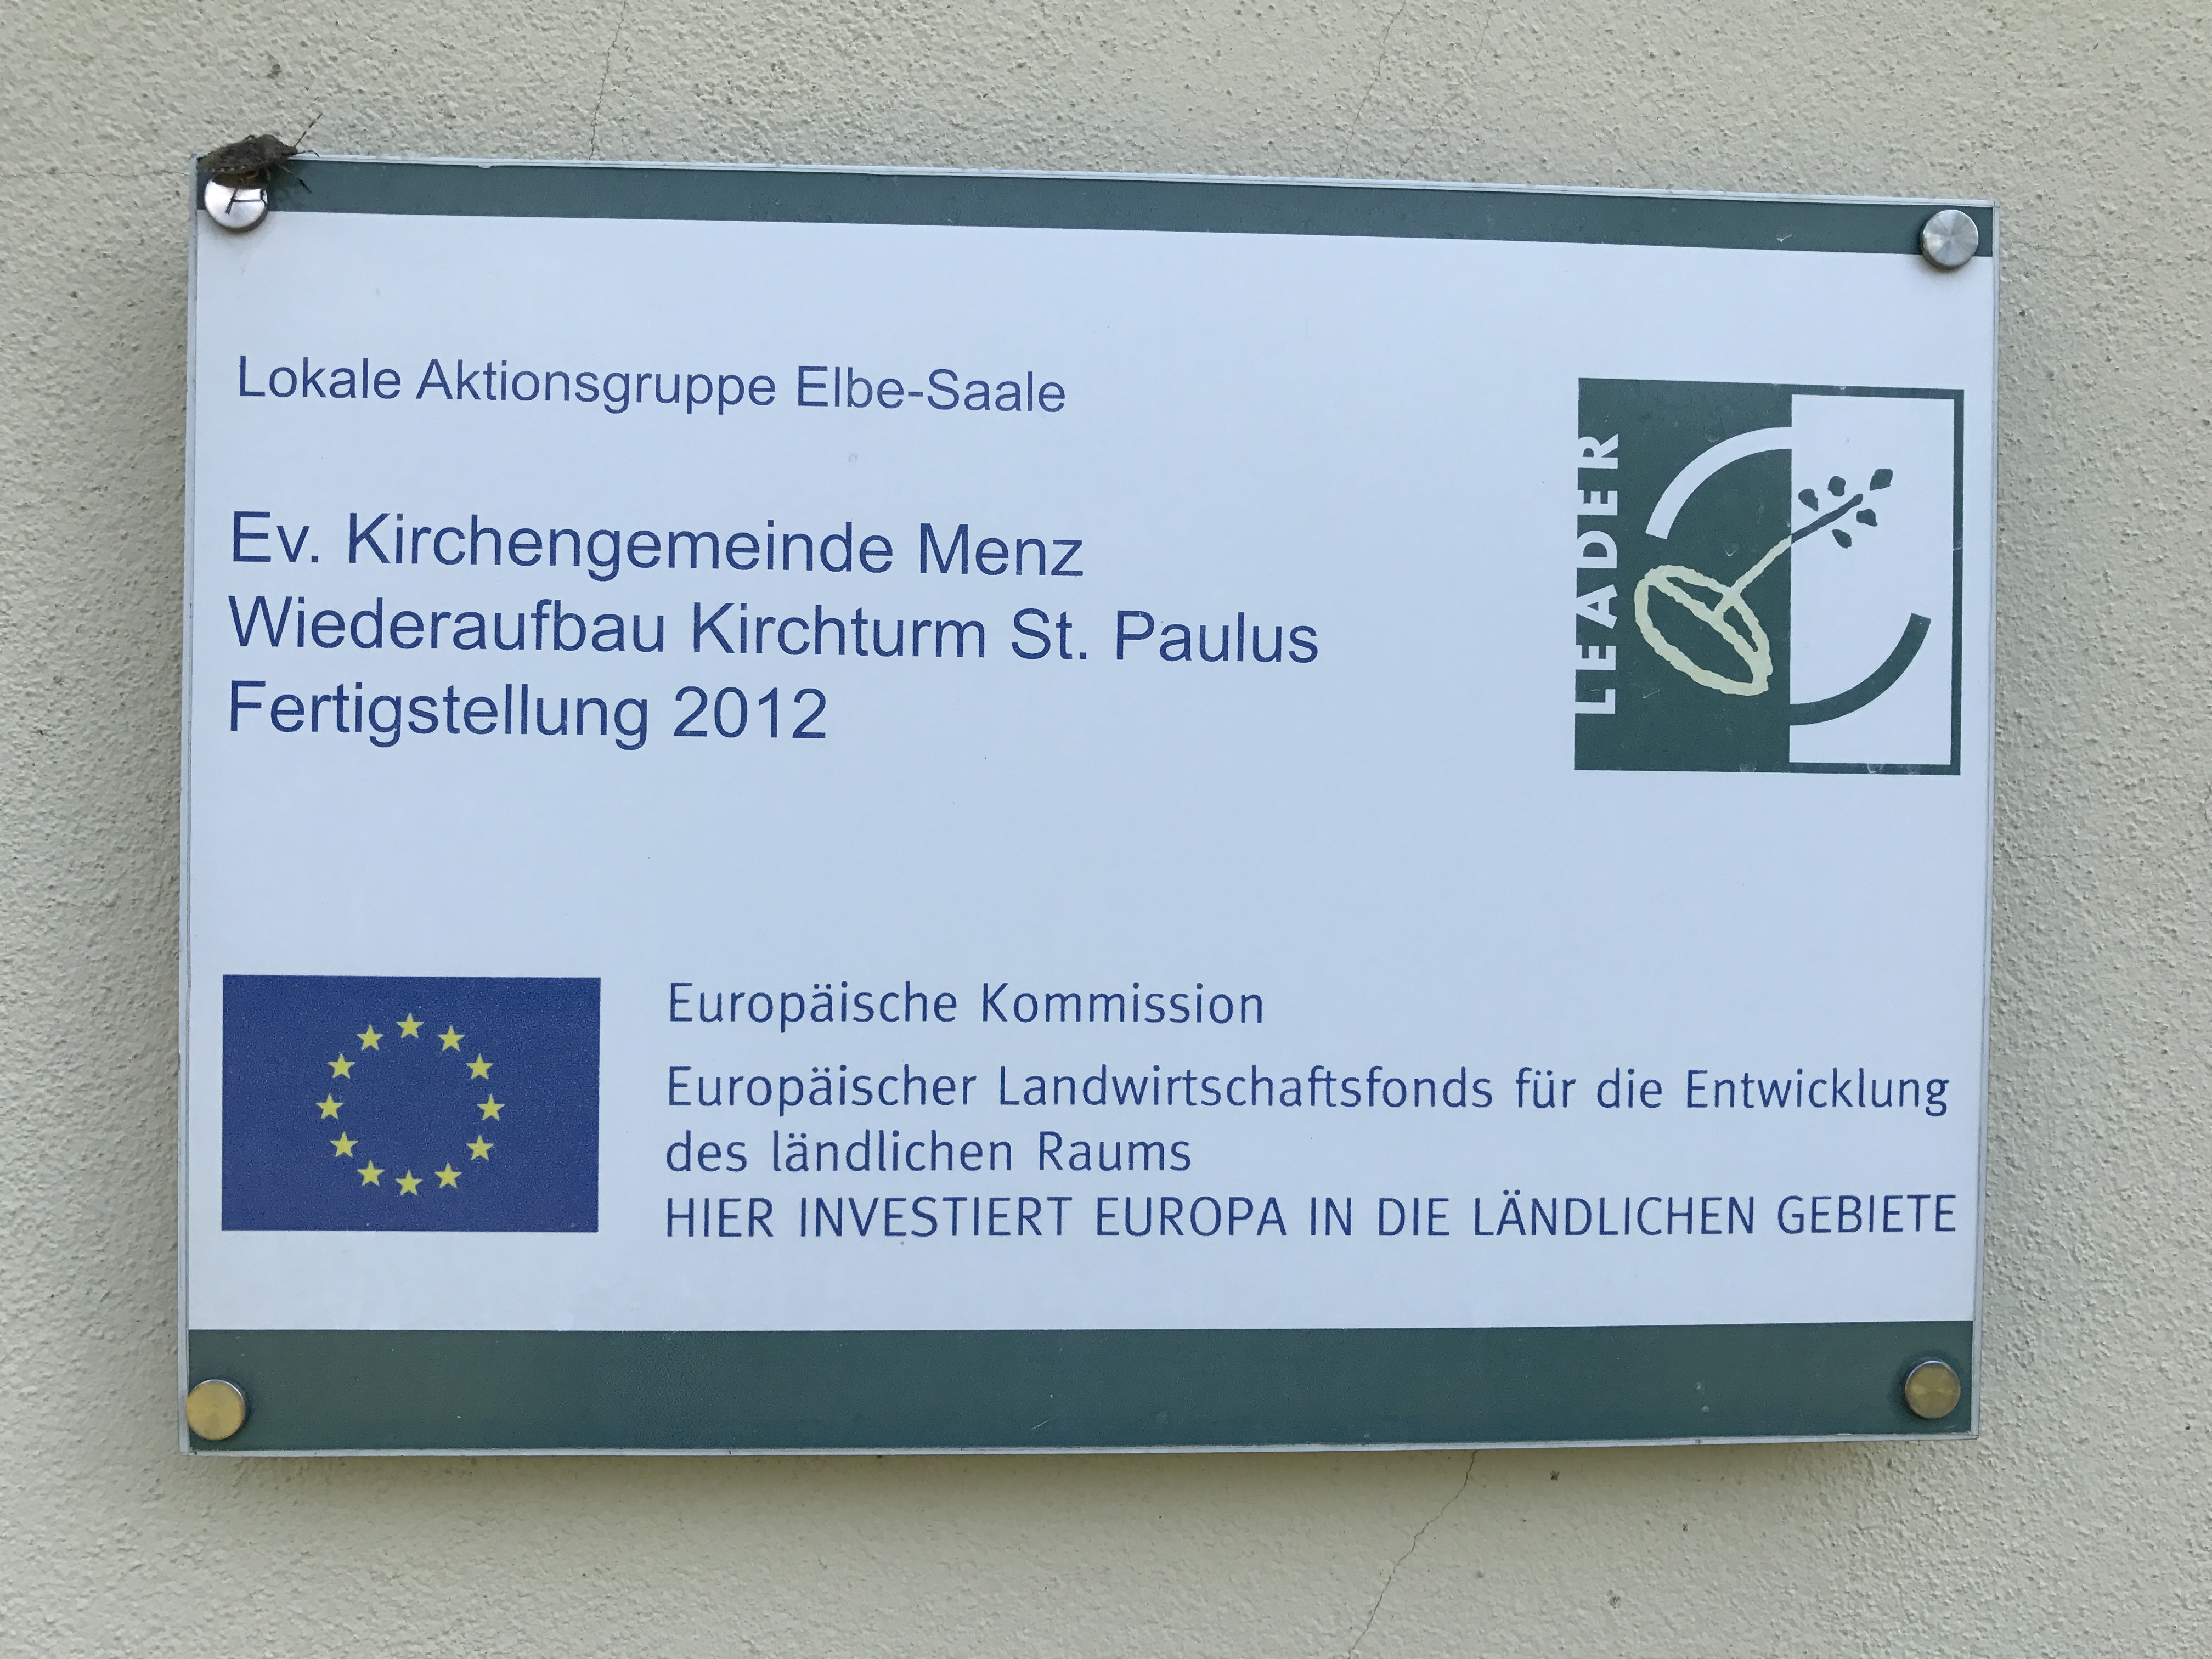 Lokale Aktionsgruppe Elbe-Saale
Ev. Kirchengemeinde Menz
Wiederaufbau Kirchturm St. Paulus
Fertigstellung 2012
LEADER
Europäische Kommission
Europäischer Landwirtschaftsfonds für die Entwicklung
des ländlichen Raums
HIER INVESTIERT EUROPA IN DIE LÄNDLICHEN GEBIETE